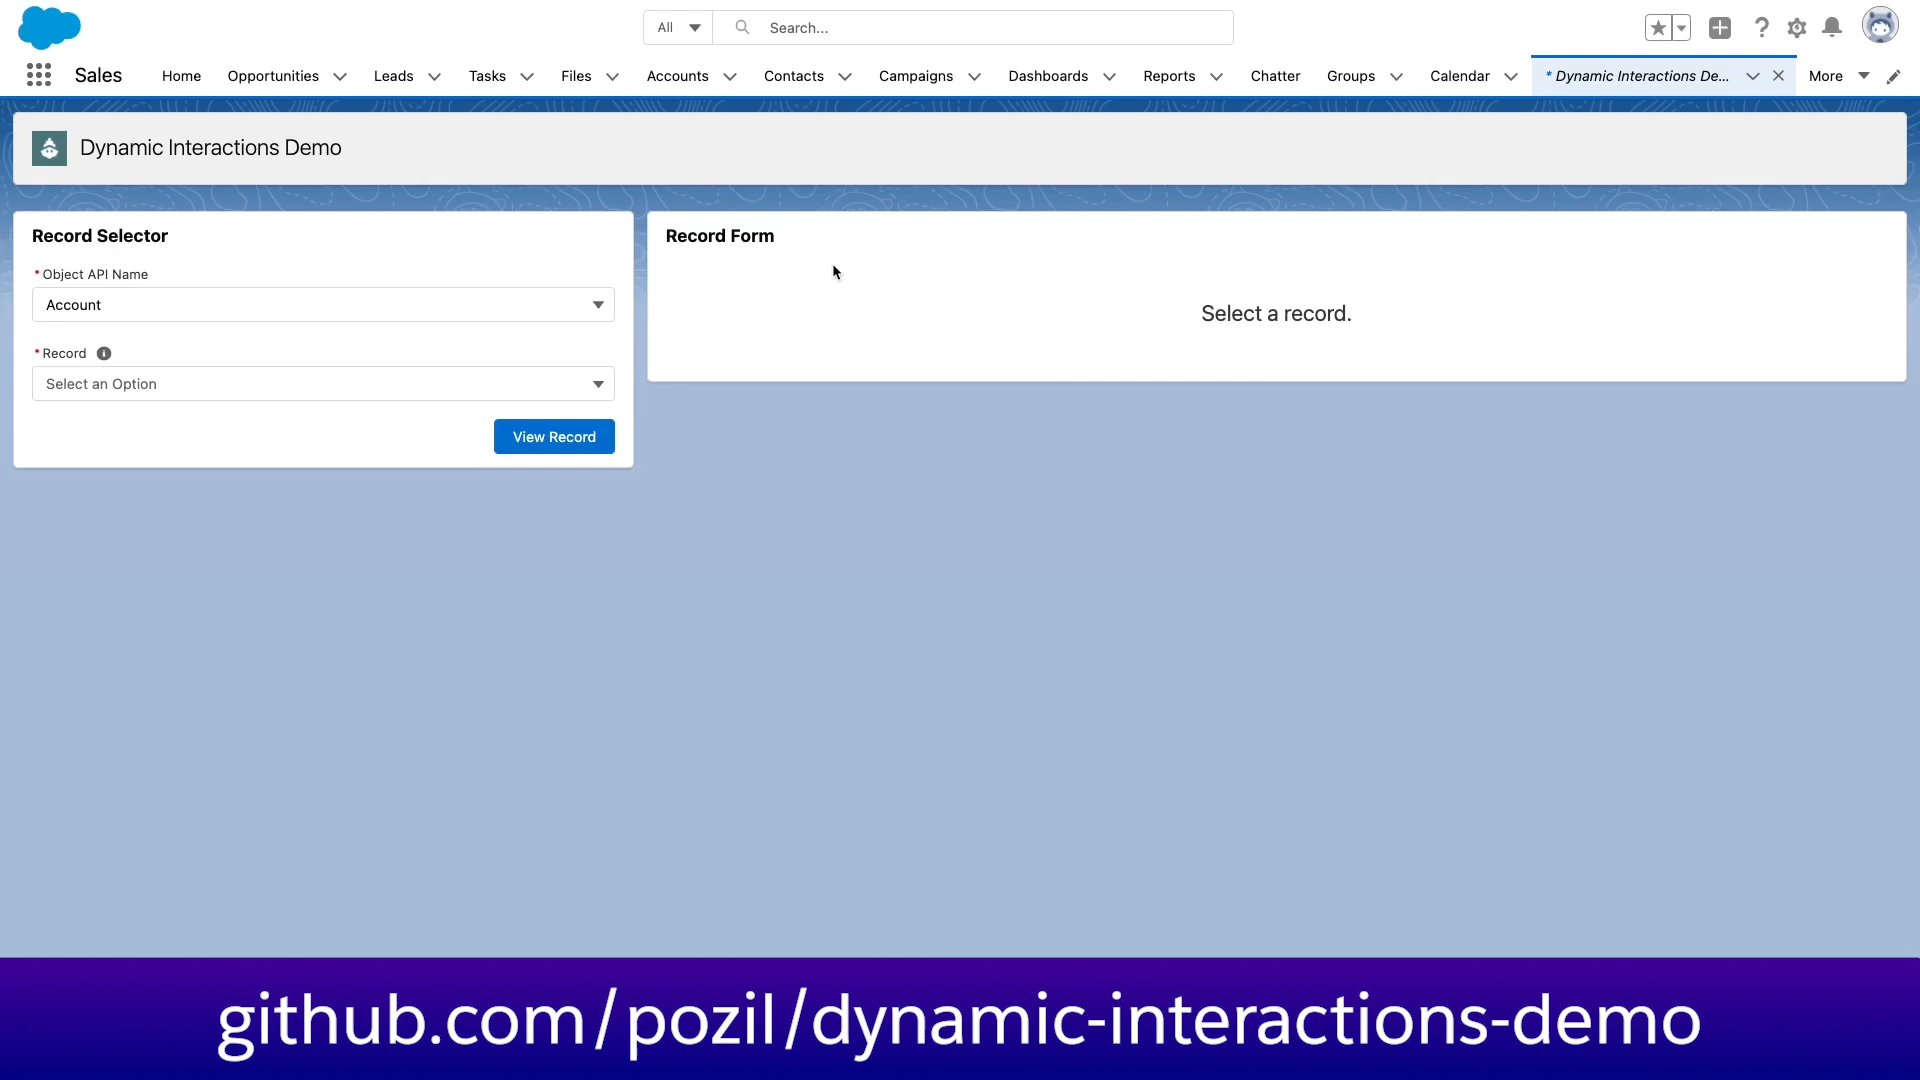 All
Search...
Sales
Home
Opportunities
Leads
Tasks
Files
Accounts
Contacts
Campaigns
Dashboards
Reports
Chatter
Groups
Calendar
* Dynamic Interactions De...
More
Dynamic Interactions Demo
Record Selector
* Object API Name
Account
* Record
Select an Option
View Record
Record Form
Select a record.
github.com/pozil/dynamic-interactions-demo